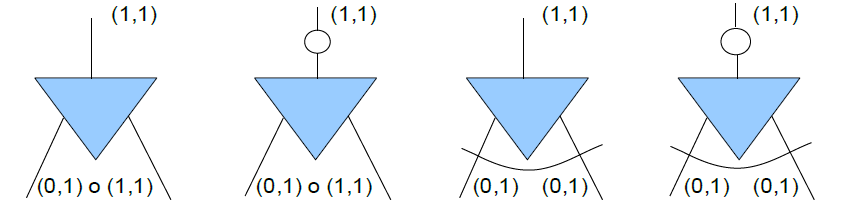 (1,1) (1,1) (1,1) (1,1)
(0,1) o (1,1) (0,1) o (1,1) (0,1) (0,1) (0,1) (0,1)